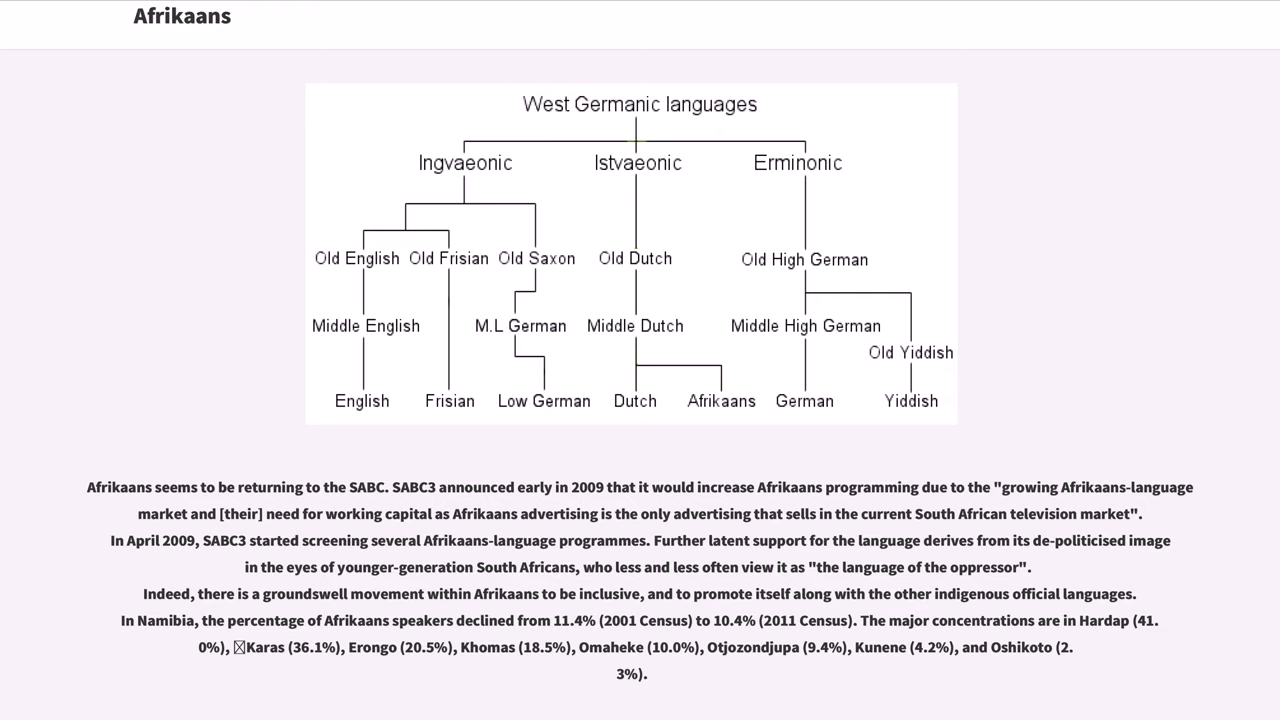 Afrikaans
West Germanic languages
Ingvaeonic Istvaeonic Erminonic
Old English Old Frisian Old Saxon Old Dutch Old High German
Middle English M.L German Middle Dutch Middle High German
Old Yiddish
English Frisian Low German Dutch Afrikaans German Yiddish
Afrikaans seems to be returning to the SABC. SABC3 announced early in 2009 that it would increase Afrikaans programming due to the "growing Afrikaans-language
market and [their] need for working capital as Afrikaans advertising is the only advertising that sells in the current South African television market".
In April 2009, SABC3 started screening several Afrikaans-language programmes. Further latent support for the language derives from its de-politicised image
in the eyes of younger-generation South Africans, who less and less often view it as "the language of the oppressor".
Indeed, there is a groundswell movement within Afrikaans to be inclusive, and to promote itself along with the other indigenous official languages.
In Namibia, the percentage of Afrikaans speakers declined from 11.4% (2001 Census) to 10.4% (2011 Census). The major concentrations are in Hardap (41.
0%), Karas (36.1%), Erongo (20.5%), Khomas (18.5%), Omaheke (10.0%), Otjozondjupa (9.4%), Kunene (4.2%), and Oshikoto (2.
3%).